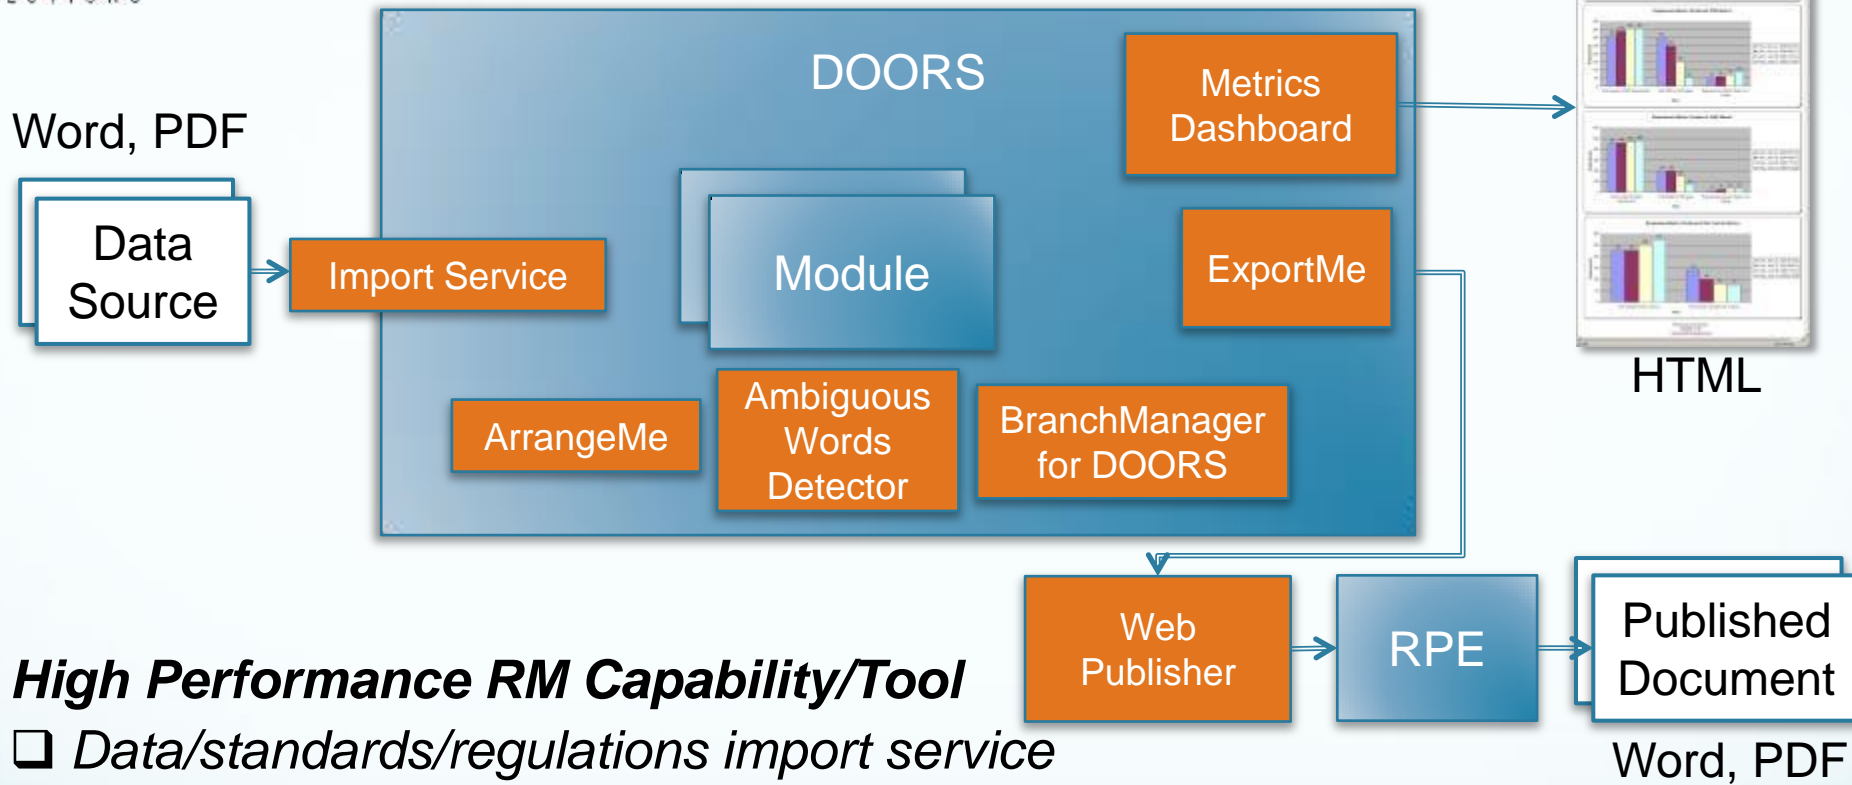 DOORS
Metrics
Dashboard
Word, PDF
Data
Source
Import Service
Module
ExportMe
HTML
ArrangeMe
Ambiguous
Words
Detector
BranchManager
for DOORS
Web
Publisher
RPE
Published
Document
High Performance RM Capability/Tool
Data/standards/regulations import service
Word, PDF